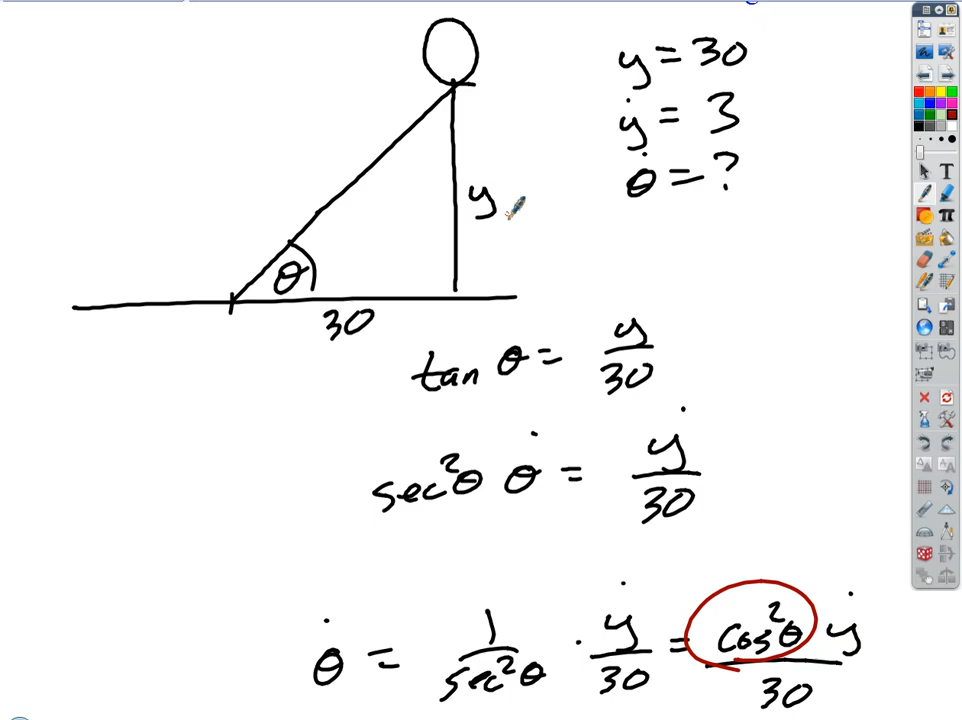 y = 30
ẏ = 3
θ̇ = ?
y
θ
30
tan θ = y/30
sec²θ θ̇ = ẏ/30
θ̇ = 1/sec²θ · ẏ/30 = cos²θ ẏ/30